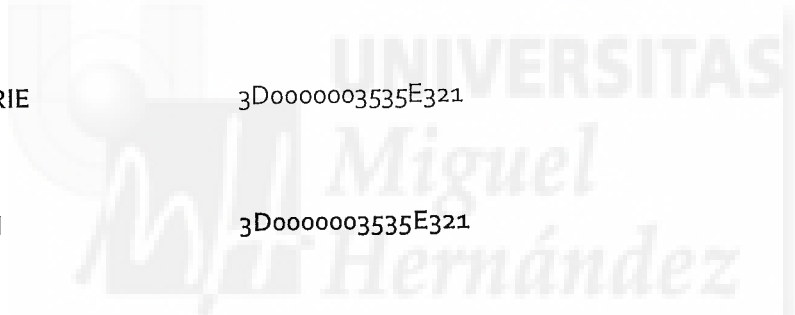 UNIVERSITAS
RIE 3D0000003535E321
Miguel
3D0000003535E321
Hernández